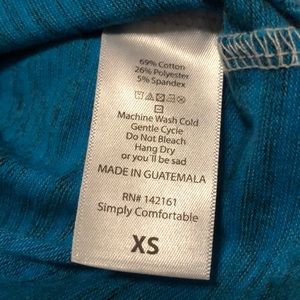 69% Cotton
26% Polyester
5% Spandex
Machine Wash Cold
Gentle Cycle
Do Not Bleach
Hang Dry
or you'll be sad
MADE IN GUATEMALA
RN# 142161
Simply Comfortable
XS